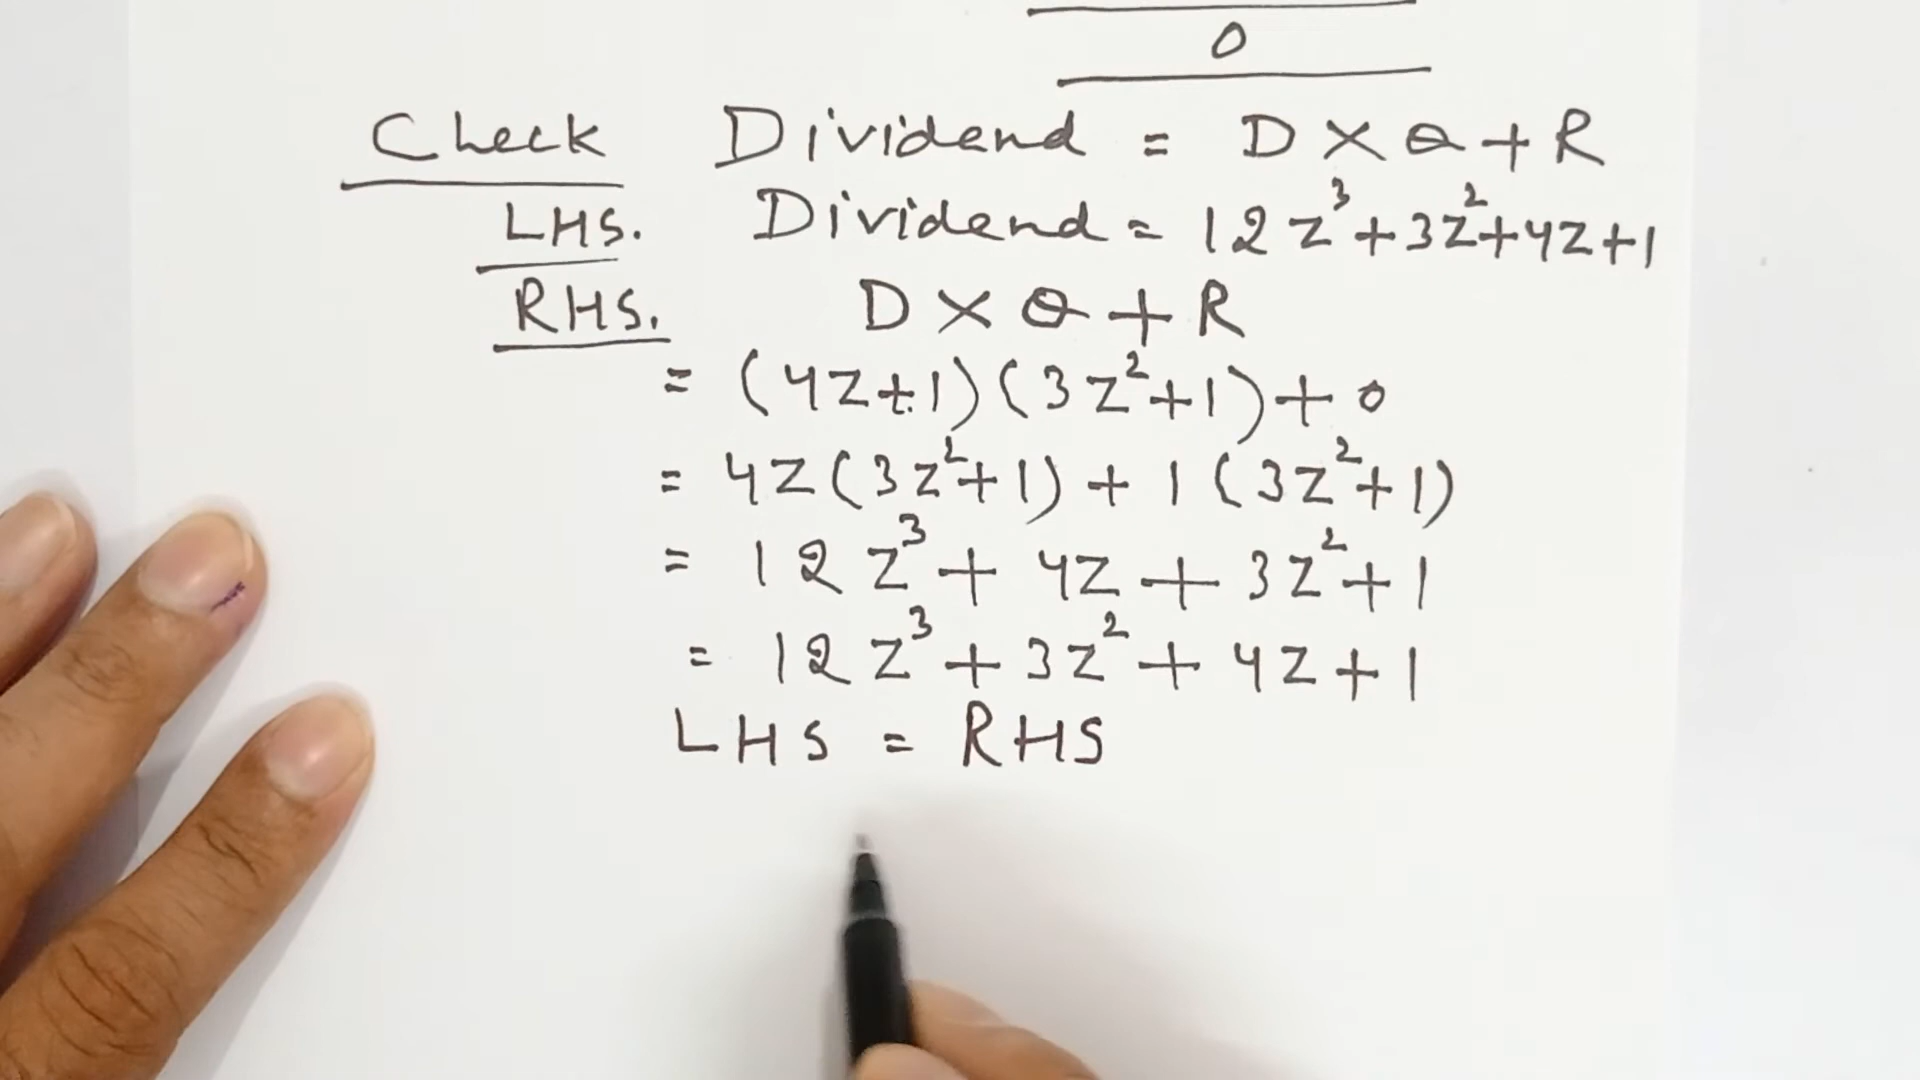 0
Check Dividend = D × Q + R
LHS. Dividend = 12z³+3z²+4z+1
RHS. D × Q + R
= (4z+1)(3z²+1)+0
= 4z(3z²+1) + 1(3z²+1)
= 12z³ + 4z + 3z²+1
= 12z³ + 3z² + 4z+1
LHS = RHS